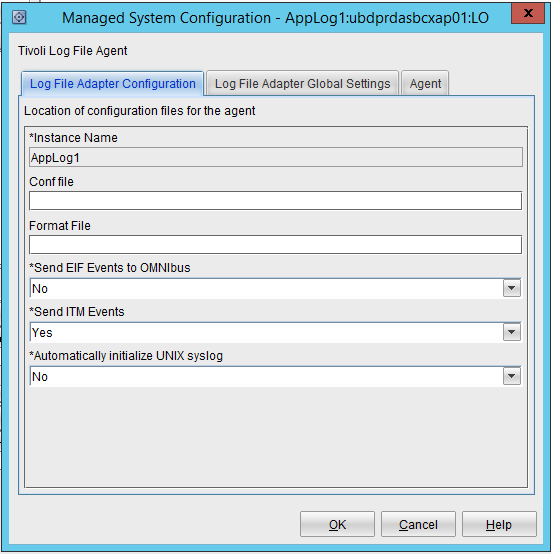 Managed System Configuration - AppLog1:ubdprdasbcxap01:LO
x
Tivoli Log File Agent
Log File Adapter Configuration
Log File Adapter Global Settings
Agent
Location of configuration files for the agent
*Instance Name
AppLog1
Conf file
Format File
*Send EIF Events to OMNIbus
No
*Send ITM Events
Yes
*Automatically initialize UNIX syslog
No
OK
Cancel
Help